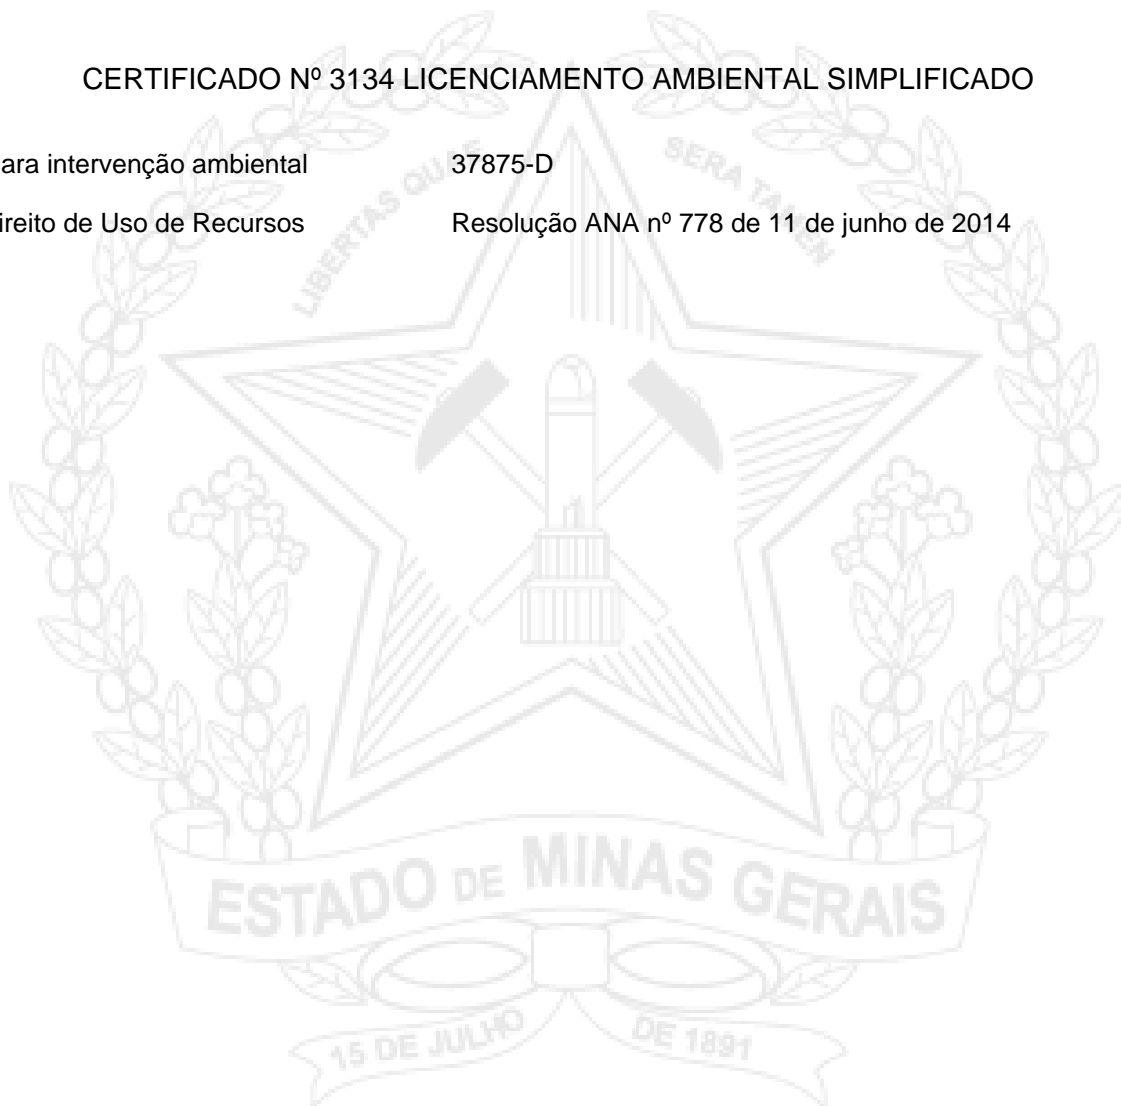 CERTIFICADO Nº 3134 LICENCIAMENTO AMBIENTAL SIMPLIFICADO
ara intervenção ambiental 37875-D
ireito de Uso de Recursos Resolução ANA nº 778 de 11 de junho de 2014
LIBERTAS QUÆ SERA TAMEN
ESTADO DE MINAS GERAIS
15 DE JULHO DE 1891